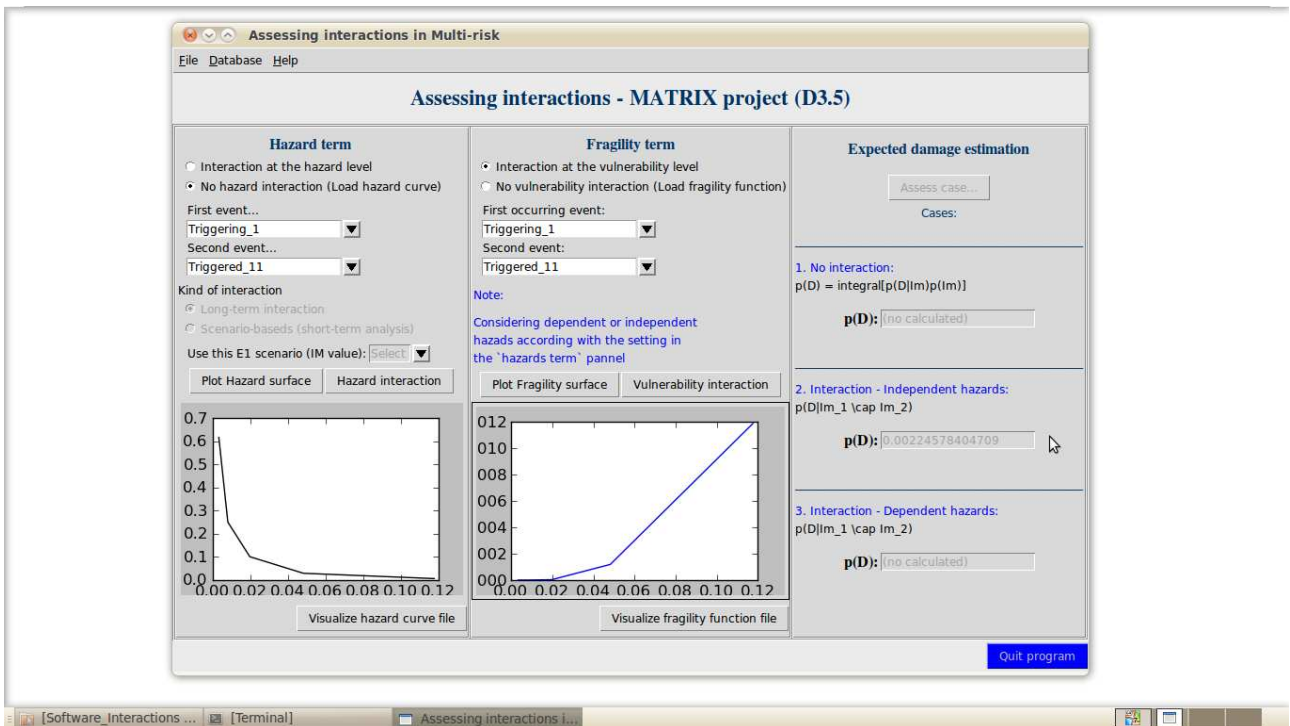 Assessing interactions in Multi-risk
File Database Help
Assessing interactions - MATRIX project (D3.5)
Hazard term
Interaction at the hazard level
No hazard interaction (Load hazard curve)
First event...
Triggering_1
Second event...
Triggered_11
Kind of interaction
Long-term interaction
Scenario-baseds (short-term analysis)
Use this E1 scenario (IM value): Select
Plot Hazard surface Hazard interaction
0.7
0.6
0.5
0.4
0.3
0.2
0.1
0.0
0.00 0.02 0.04 0.06 0.08 0.10 0.12
Visualize hazard curve file
Fragility term
Interaction at the vulnerability level
No vulnerability interaction (Load fragility function)
First occurring event:
Triggering_1
Second event:
Triggered_11
Note:
Considering dependent or independent
hazads according with the setting in
the `hazards term` pannel
Plot Fragility surface Vulnerability interaction
012
010
008
006
004
002
000
0.00 0.02 0.04 0.06 0.08 0.10 0.12
Visualize fragility function file
Expected damage estimation
Assess case...
Cases:
1. No interaction:
p(D) = integral[p(D|Im)p(Im)]
p(D): (no calculated)
2. Interaction - Independent hazards:
p(D|Im_1 \cap Im_2)
p(D): 0.00224578404709
3. Interaction - Dependent hazards:
p(D|Im_1 \cap Im_2)
p(D): (no calculated)
Quit program
[Software_Interactions ... [Terminal] Assessing interactions i...